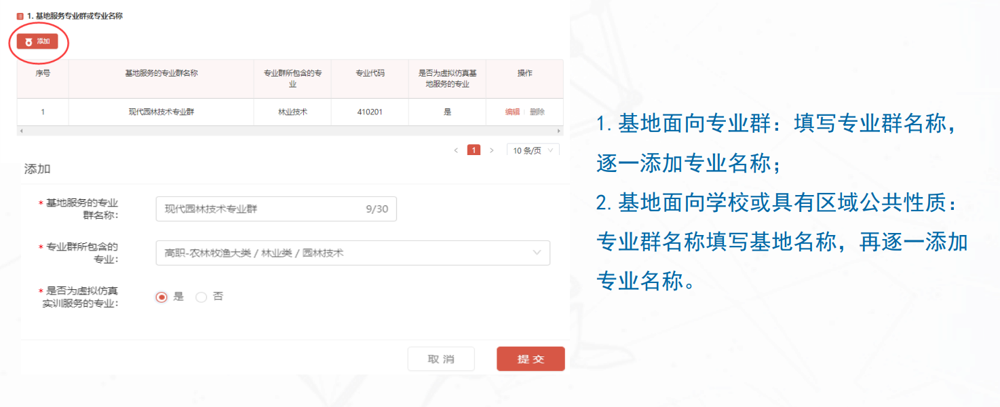 1. 基地服务专业群或专业名称
添加
序号 基地服务的专业群名称 专业群所包含的专 专业代码 是否为虚拟仿真基 操作
业 地服务的专业
1 现代园林技术专业群 林业技术 410201 是 编辑 删除
< 1 > 10 条/页
添加
* 基地服务的专业
群名称:
现代园林技术专业群 9/30
* 专业群所包含的
专业:
高职-农林牧渔大类 / 林业类 / 园林技术
* 是否为虚拟仿真
实训服务的专业:
是 否
取 消 提 交
1.基地面向专业群：填写专业群名称，
逐一添加专业名称；
2.基地面向学校或具有区域公共性质：
专业群名称填写基地名称，再逐一添加
专业名称。